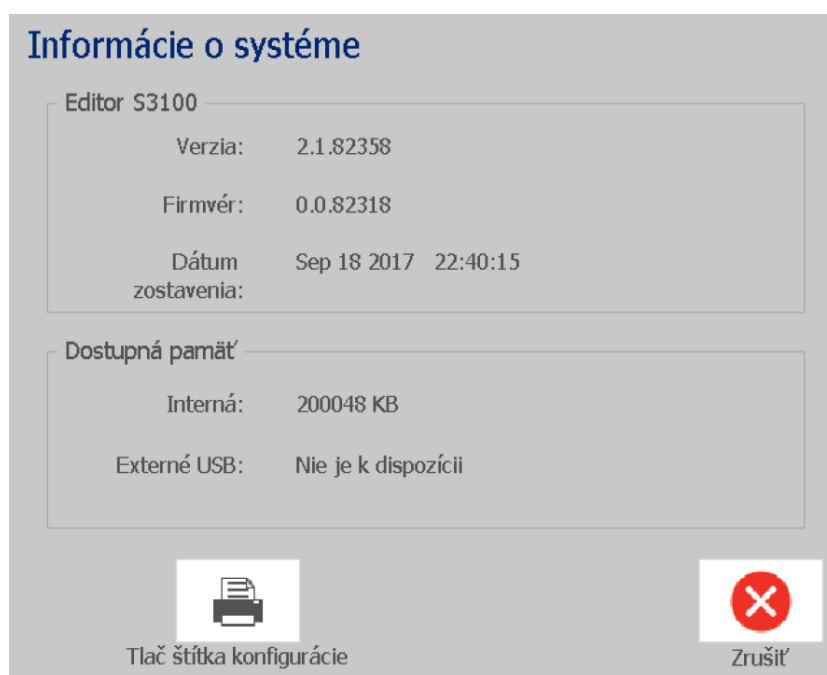 Informácie o systéme
Editor S3100
Verzia: 2.1.82358
Firmvér: 0.0.82318
Dátum zostavenia: Sep 18 2017 22:40:15
Dostupná pamäť
Interná: 200048 KB
Externé USB: Nie je k dispozícii
Tlač štítka konfigurácie
Zrušiť